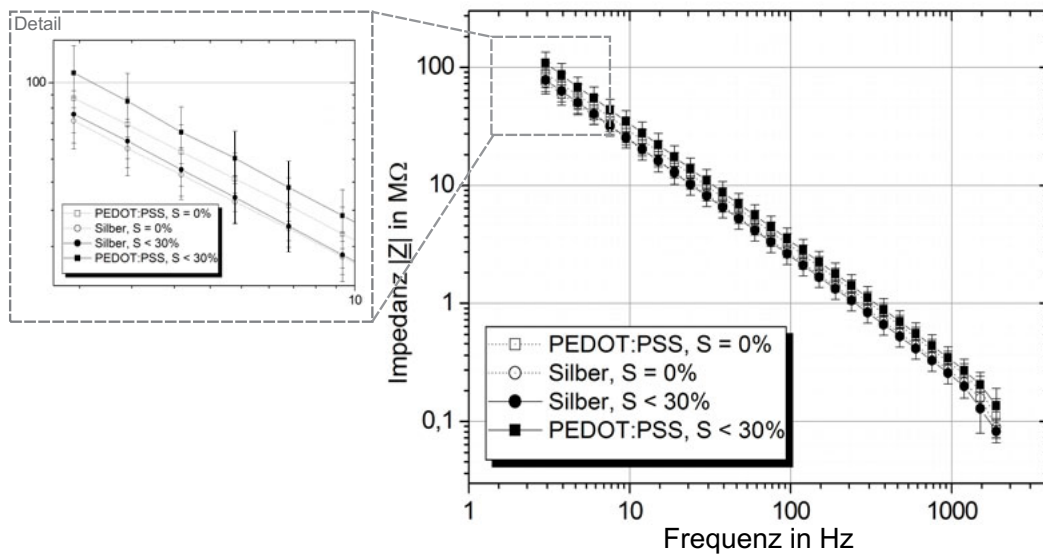 Detail
100
PEDOT:PSS, S = 0%
Silber, S = 0%
Silber, S < 30%
PEDOT:PSS, S < 30%
10
Impedanz |Z| in MΩ
100
10
1
0,1
PEDOT:PSS, S = 0%
Silber, S = 0%
Silber, S < 30%
PEDOT:PSS, S < 30%
1
10
100
1000
Frequenz in Hz